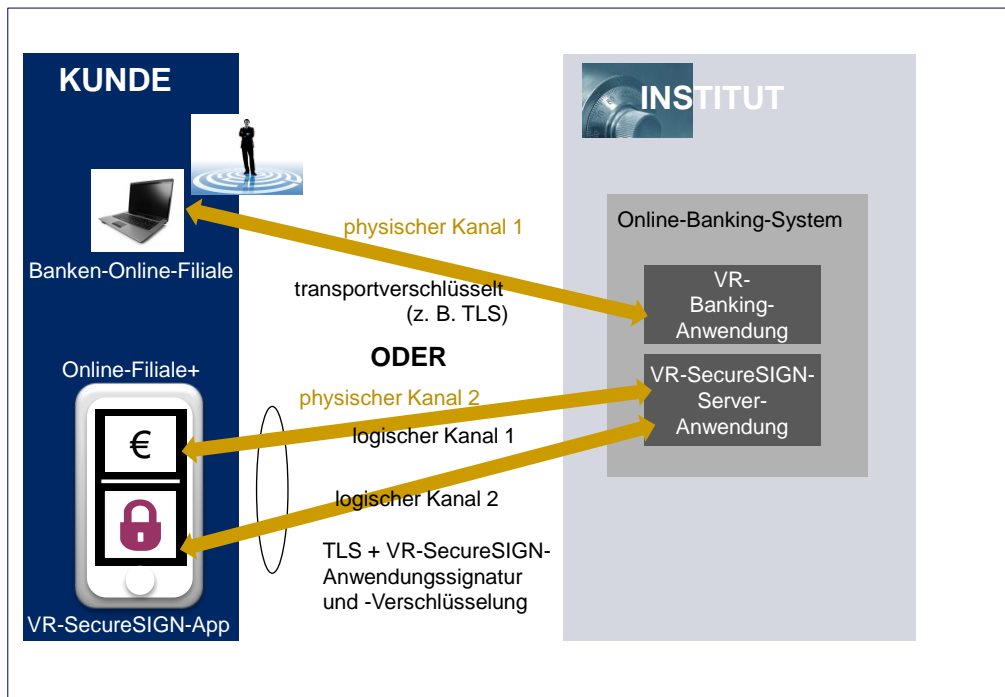 KUNDE
INSTITUT
physischer Kanal 1
Online-Banking-System
Banken-Online-Filiale
transportverschlüsselt
(z. B. TLS)
VR-
Banking-
Anwendung
ODER
Online-Filiale+
physischer Kanal 2
logischer Kanal 1
VR-SecureSIGN-
Server-
Anwendung
€
logischer Kanal 2
TLS + VR-SecureSIGN-
Anwendungssignatur
und -Verschlüsselung
VR-SecureSIGN-App